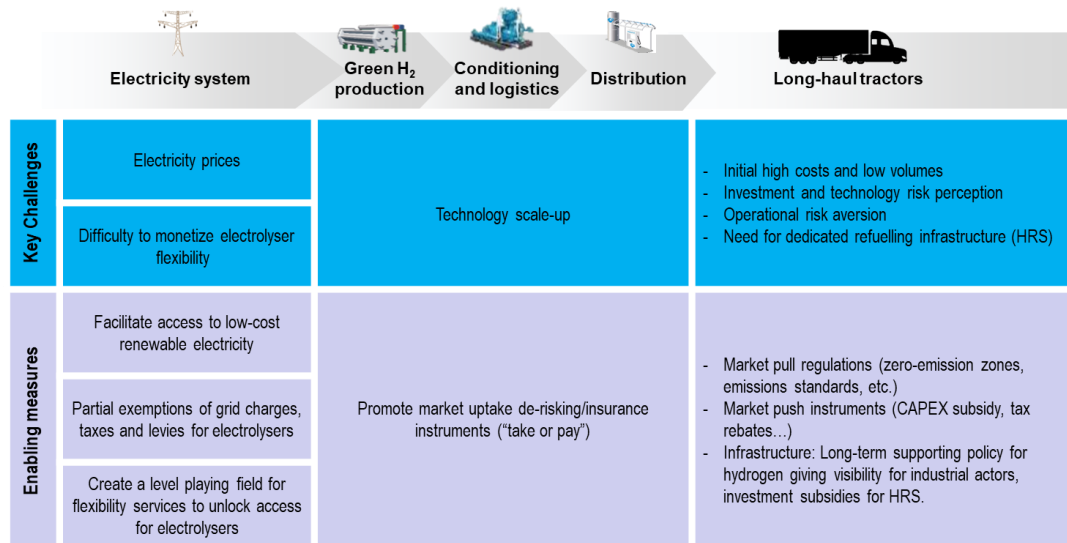 Electricity system
Green H₂
production
Conditioning
and logistics
Distribution
Long-haul tractors
Key Challenges
Electricity prices
Difficulty to monetize electrolyser
flexibility
Technology scale-up
- Initial high costs and low volumes
- Investment and technology risk perception
- Operational risk aversion
- Need for dedicated refuelling infrastructure (HRS)
Enabling measures
Facilitate access to low-cost
renewable electricity
Partial exemptions of grid charges,
taxes and levies for electrolysers
Create a level playing field for
flexibility services to unlock access
for electrolysers
Promote market uptake de-risking/insurance
instruments (“take or pay”)
- Market pull regulations (zero-emission zones,
emissions standards, etc.)
- Market push instruments (CAPEX subsidy, tax
rebates…)
- Infrastructure: Long-term supporting policy for
hydrogen giving visibility for industrial actors,
investment subsidies for HRS.